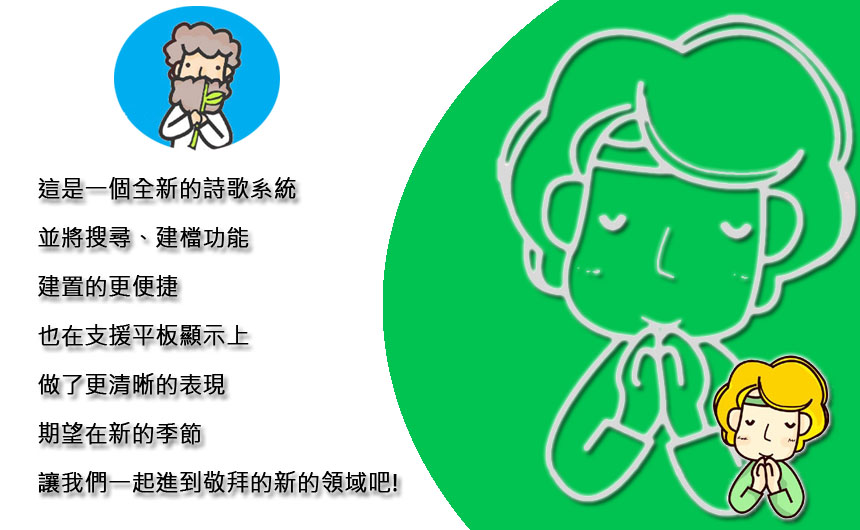 這是一個全新的詩歌系統
並將搜尋、建檔功能
建置的更便捷
也在支援平板顯示上
做了更清晰的表現
期望在新的季節
讓我們一起進到敬拜的新的領域吧!